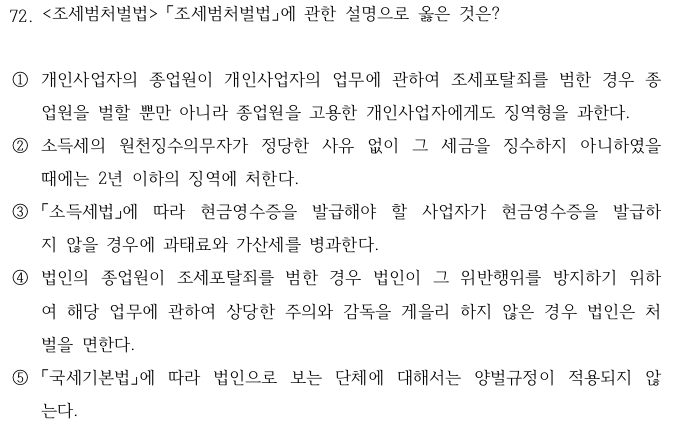 72. <조세범처벌법> 「조세범처벌법」에 관한 설명으로 옳은 것은?
① 개인사업자의 종업원이 개인사업자의 업무에 관하여 조세포탈죄를 범한 경우 종
업원을 벌할 뿐만 아니라 종업원을 고용한 개인사업자에게도 징역형을 과한다.
② 소득세의 원천징수의무자가 정당한 사유 없이 그 세금을 징수하지 아니하였을
때에는 2년 이하의 징역에 처한다.
③ 「소득세법」에 따라 현금영수증을 발급해야 할 사업자가 현금영수증을 발급하
지 않을 경우에 과태료와 가산세를 병과한다.
④ 법인의 종업원이 조세포탈죄를 범한 경우 법인이 그 위반행위를 방지하기 위하
여 해당 업무에 관하여 상당한 주의와 감독을 게을리 하지 않은 경우 법인은 처
벌을 면한다.
⑤ 「국세기본법」에 따라 법인으로 보는 단체에 대해서는 양벌규정이 적용되지 않
는다.